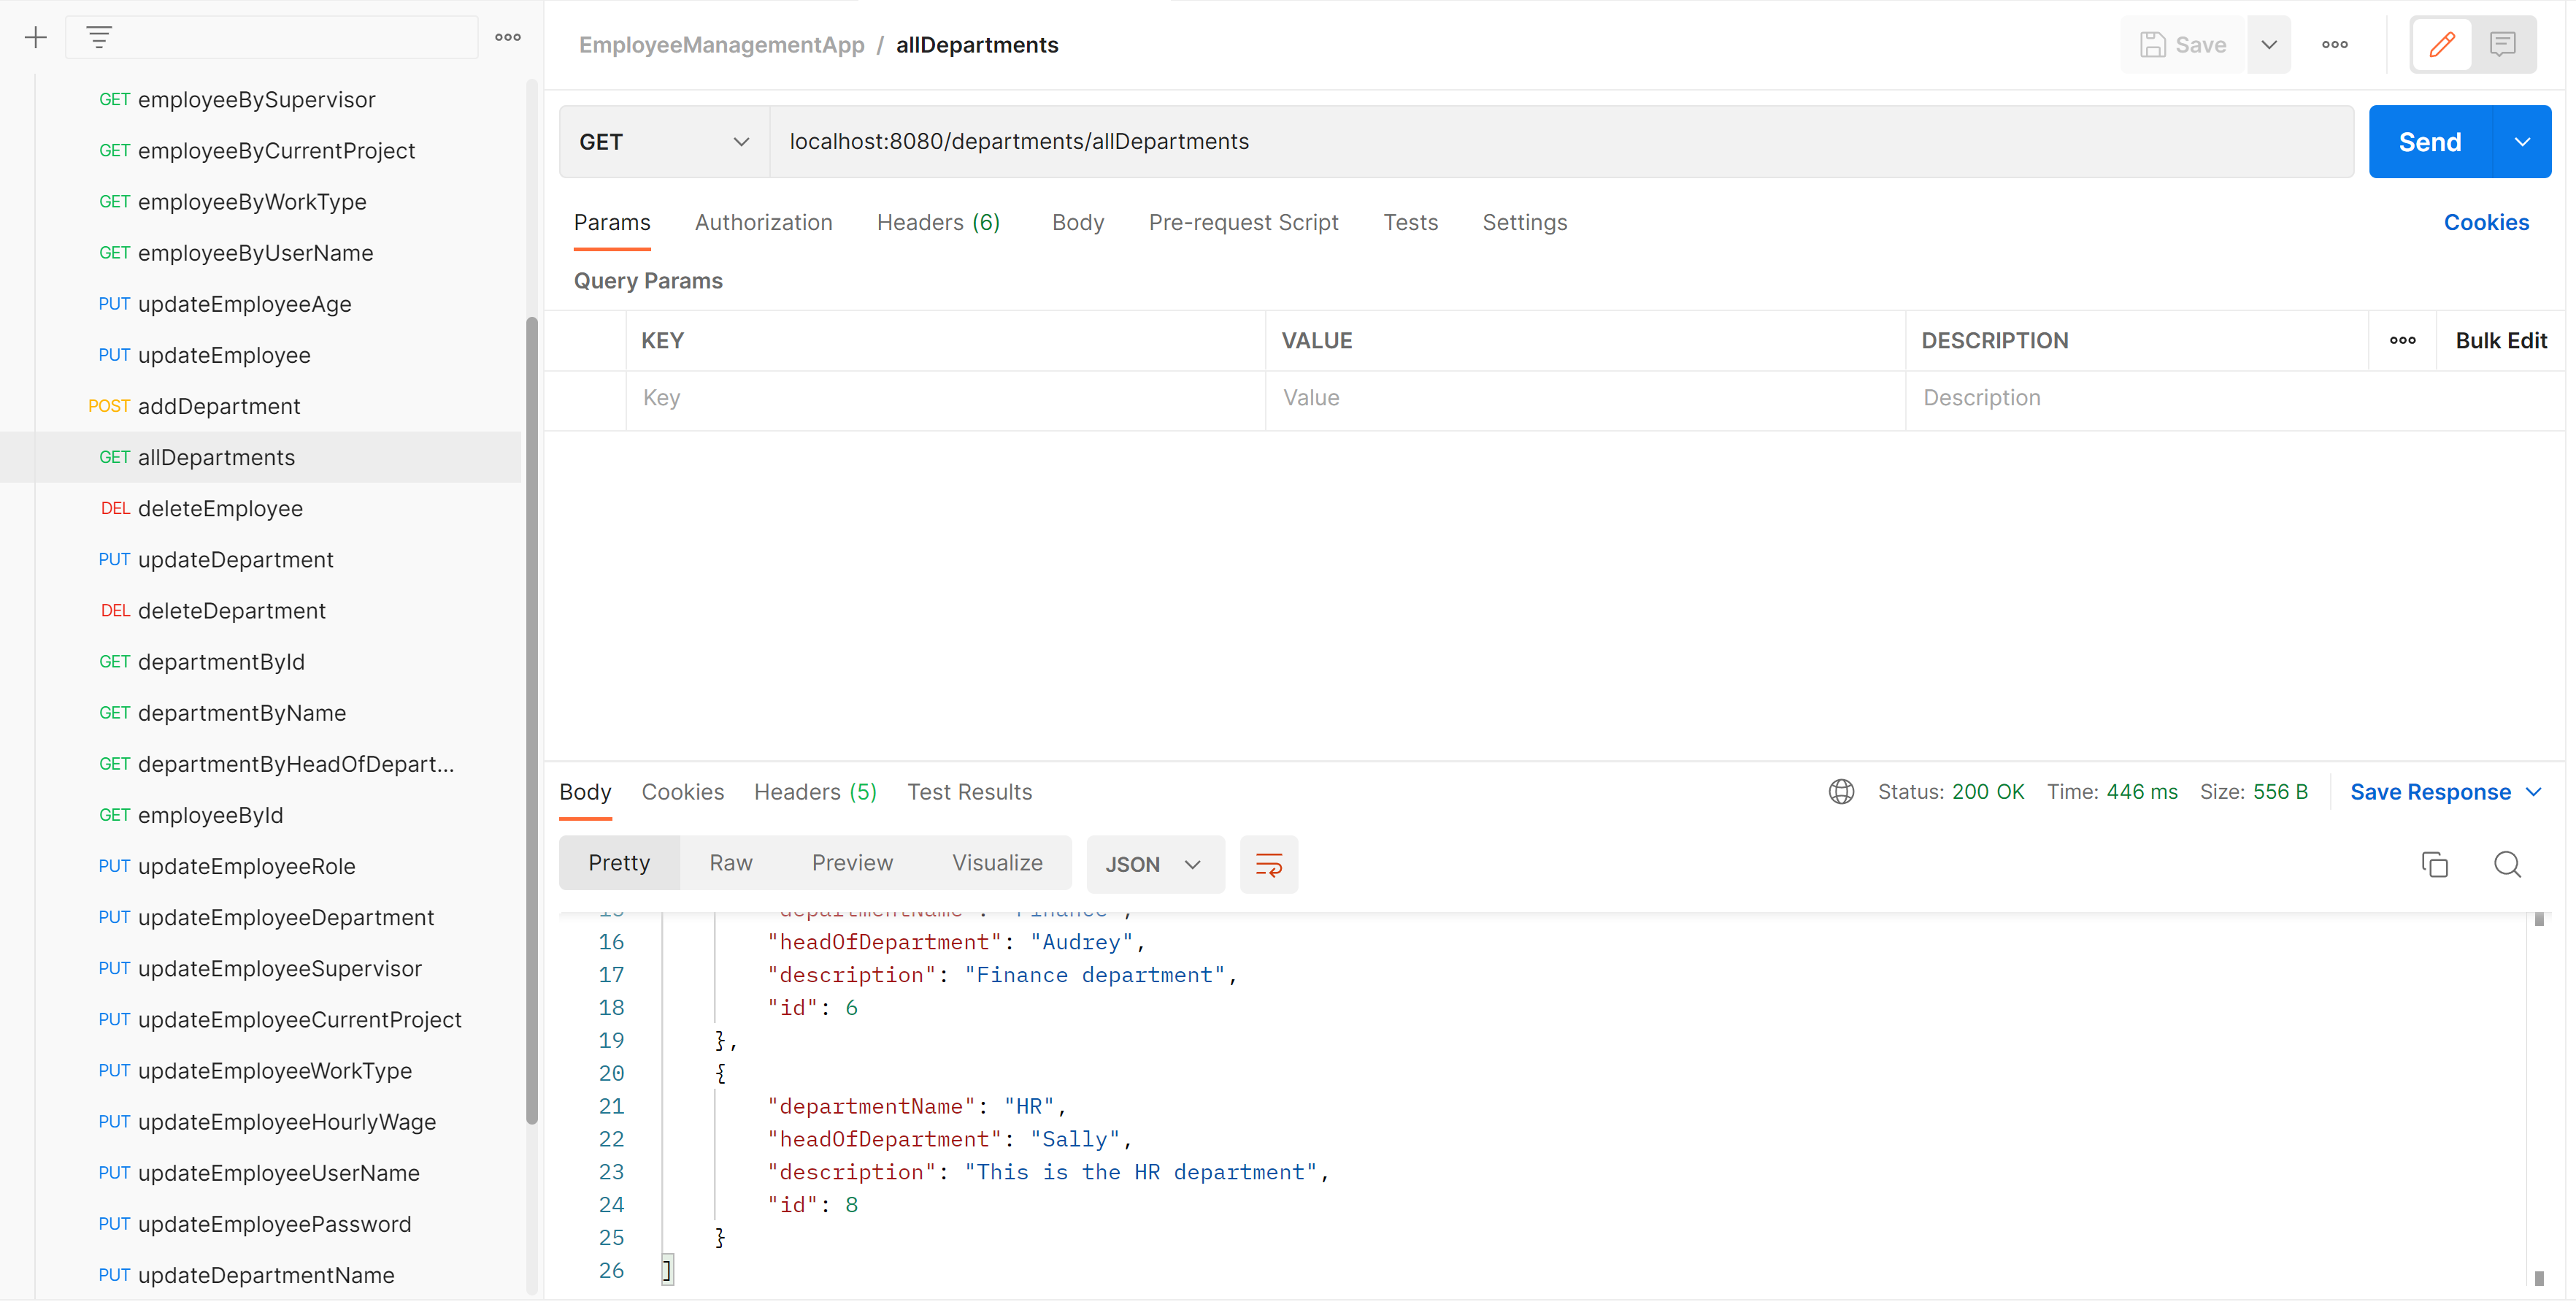 GET employeeBySupervisor
GET employeeByCurrentProject
GET employeeByWorkType
GET employeeByUserName
PUT updateEmployeeAge
PUT updateEmployee
POST addDepartment
GET allDepartments
DEL deleteEmployee
PUT updateDepartment
DEL deleteDepartment
GET departmentById
GET departmentByName
GET departmentByHeadOfDepart...
GET employeeById
PUT updateEmployeeRole
PUT updateEmployeeDepartment
PUT updateEmployeeSupervisor
PUT updateEmployeeCurrentProject
PUT updateEmployeeWorkType
PUT updateEmployeeHourlyWage
PUT updateEmployeeUserName
PUT updateEmployeePassword
PUT updateDepartmentName
EmployeeManagementApp / allDepartments
Save
GET localhost:8080/departments/allDepartments Send
Params Authorization Headers (6) Body Pre-request Script Tests Settings Cookies
Query Params
KEY VALUE DESCRIPTION Bulk Edit
Key Value Description
Body Cookies Headers (5) Test Results Status: 200 OK Time: 446 ms Size: 556 B Save Response
Pretty Raw Preview Visualize JSON
15 "departmentName": "Finance",
16 "headOfDepartment": "Audrey",
17 "description": "Finance department",
18 "id": 6
19 },
20 {
21 "departmentName": "HR",
22 "headOfDepartment": "Sally",
23 "description": "This is the HR department",
24 "id": 8
25 }
26 ]